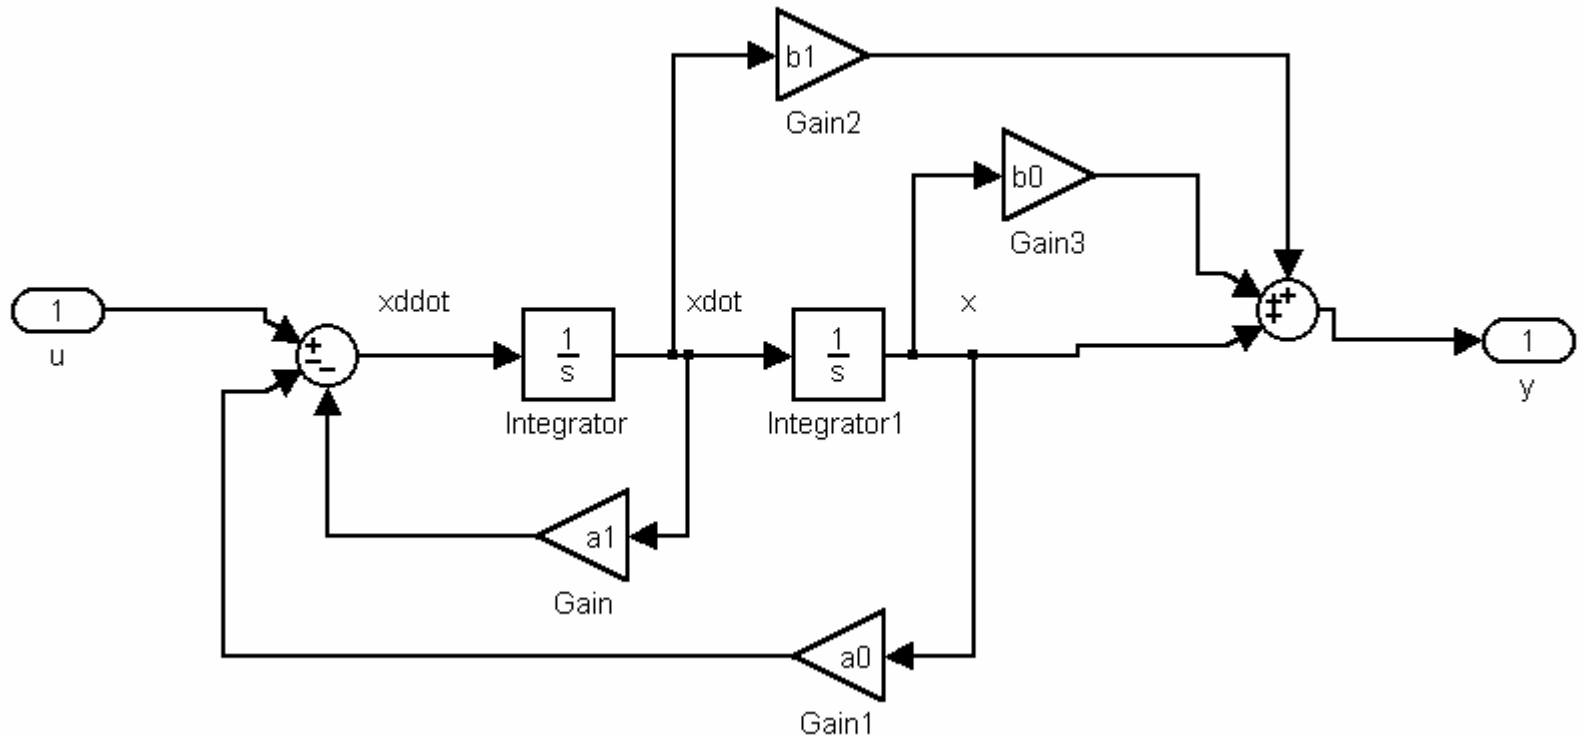 b1
Gain2
b0
Gain3
1
u
xddot
xdot
x
+
−
−
1
s
Integrator
1
s
Integrator1
+
+
+
1
y
a1
Gain
a0
Gain1